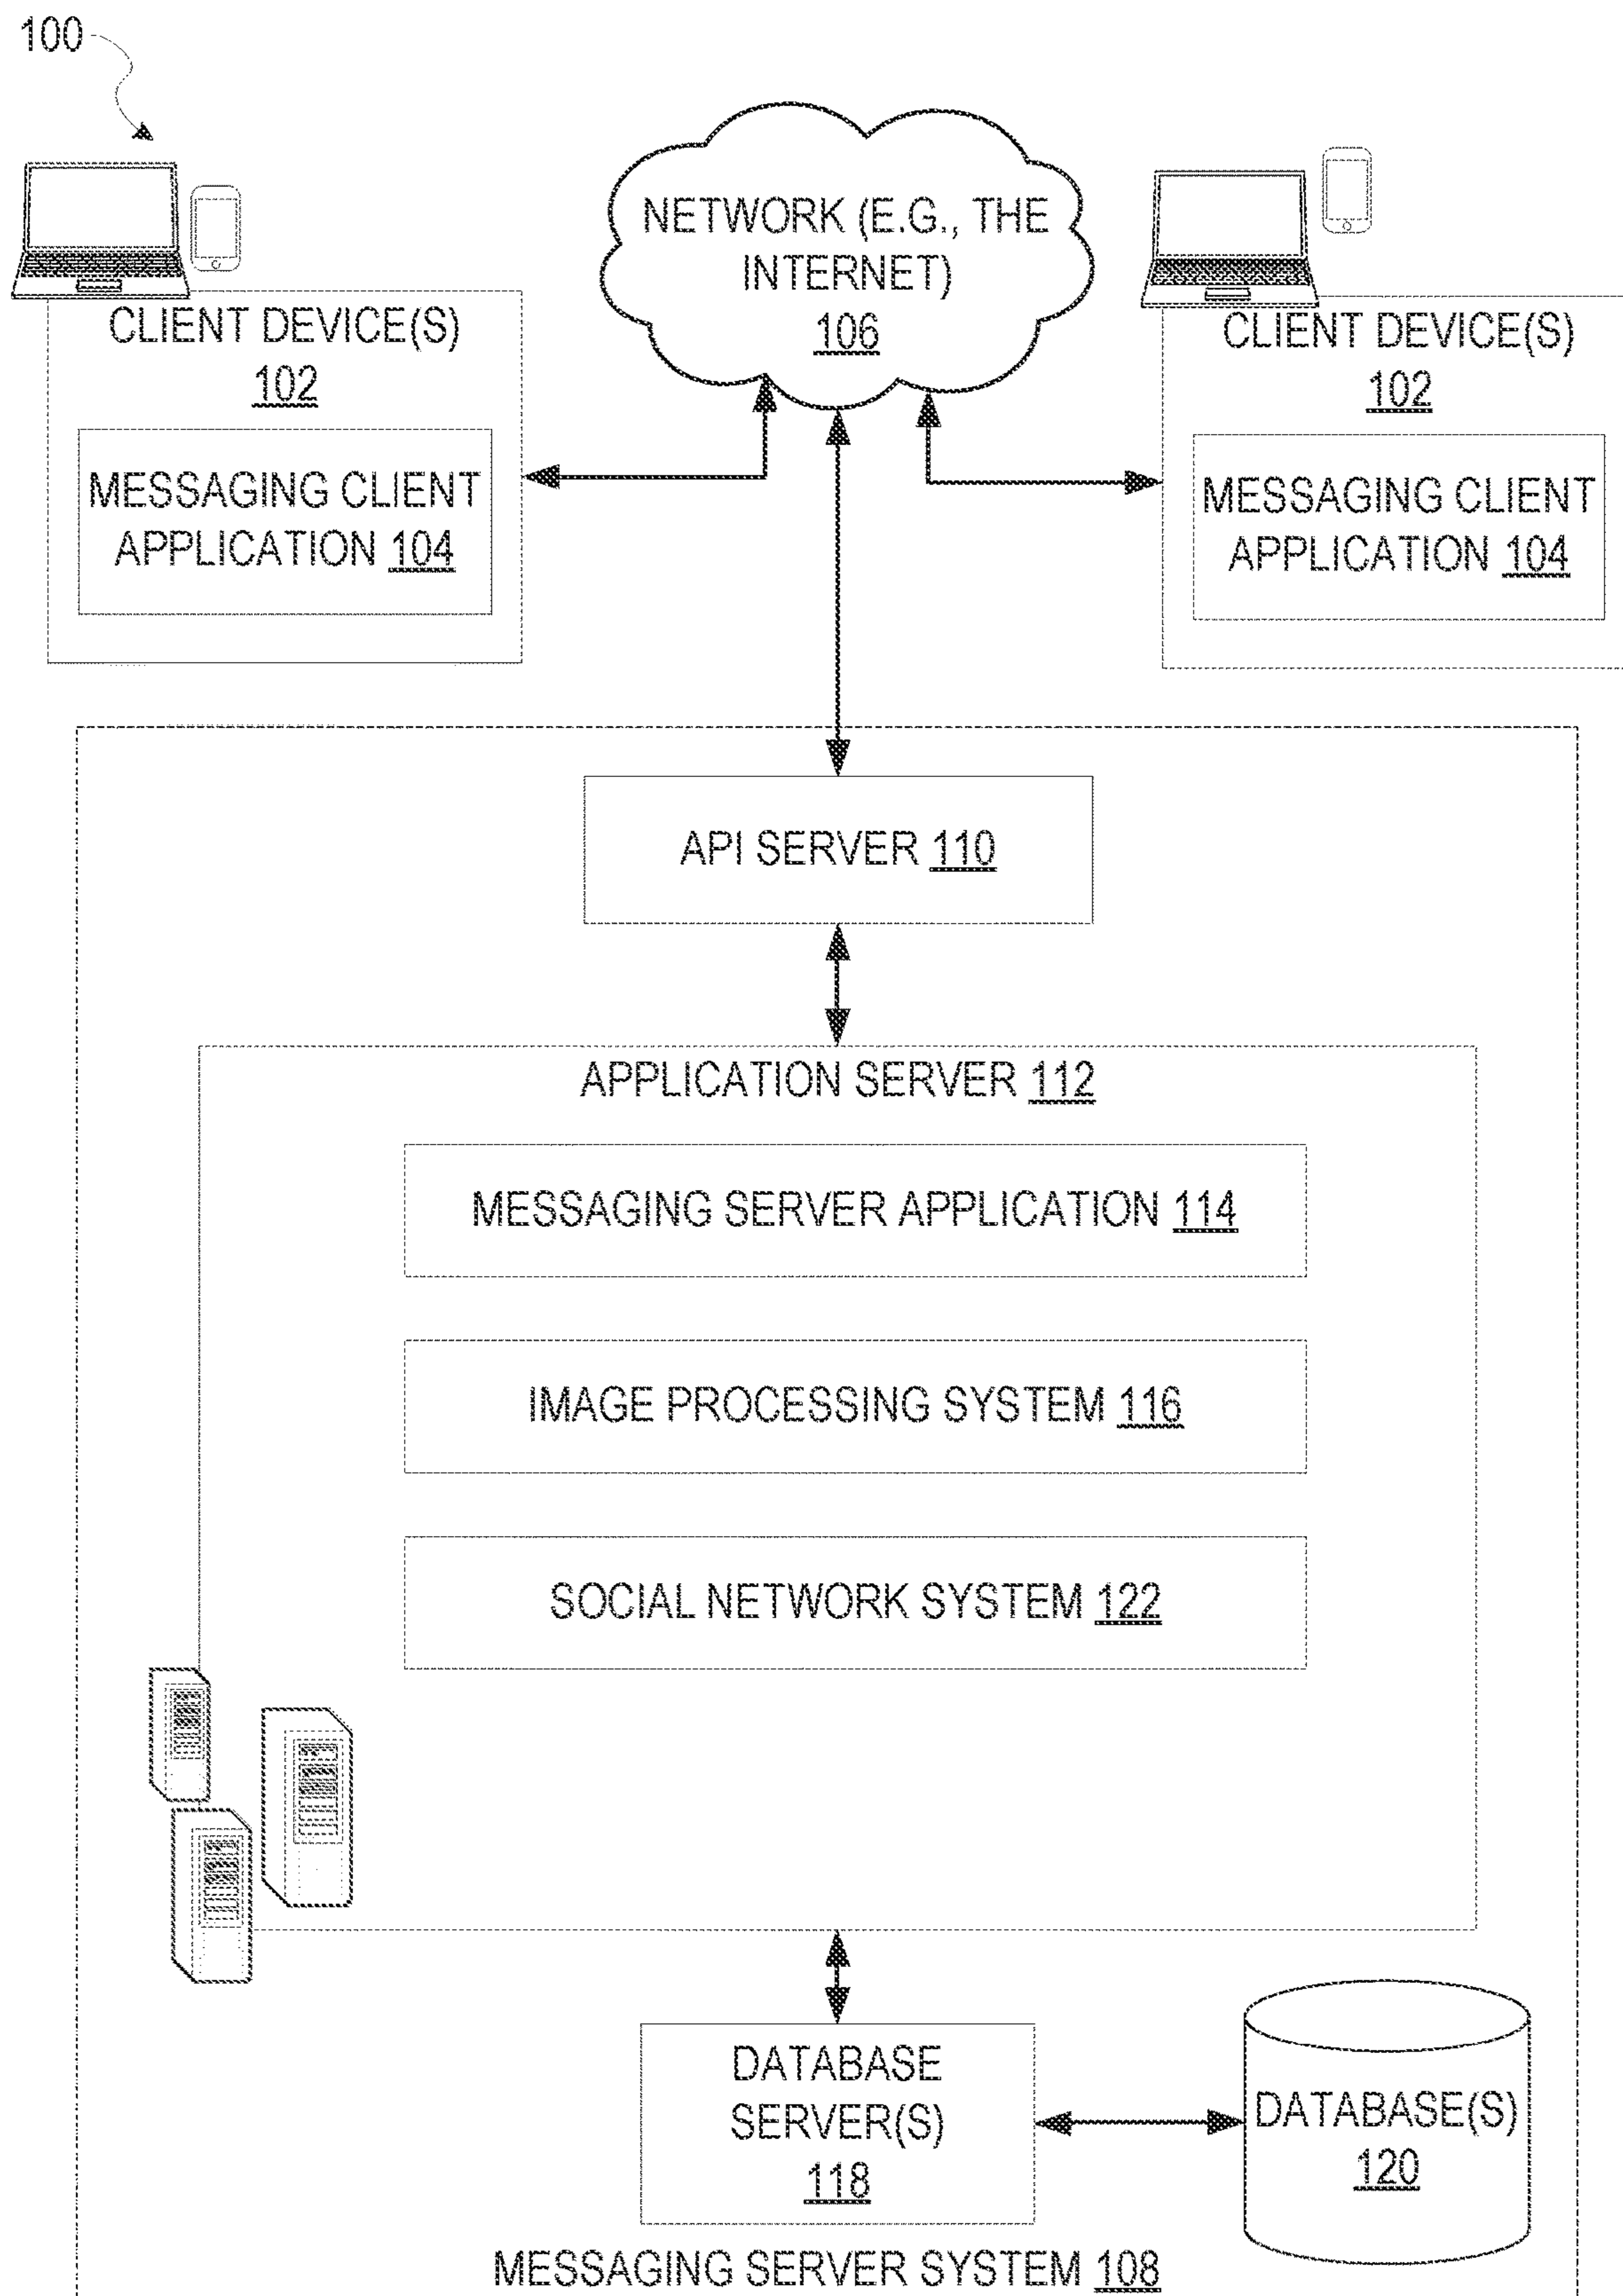 100
NETWORK (E.G., THE
INTERNET)
106
CLIENT DEVICE(S)
102
MESSAGING CLIENT
APPLICATION 104
CLIENT DEVICE(S)
102
MESSAGING CLIENT
APPLICATION 104
API SERVER 110
APPLICATION SERVER 112
MESSAGING SERVER APPLICATION 114
IMAGE PROCESSING SYSTEM 116
SOCIAL NETWORK SYSTEM 122
DATABASE
SERVER(S)
118
DATABASE(S)
120
MESSAGING SERVER SYSTEM 108